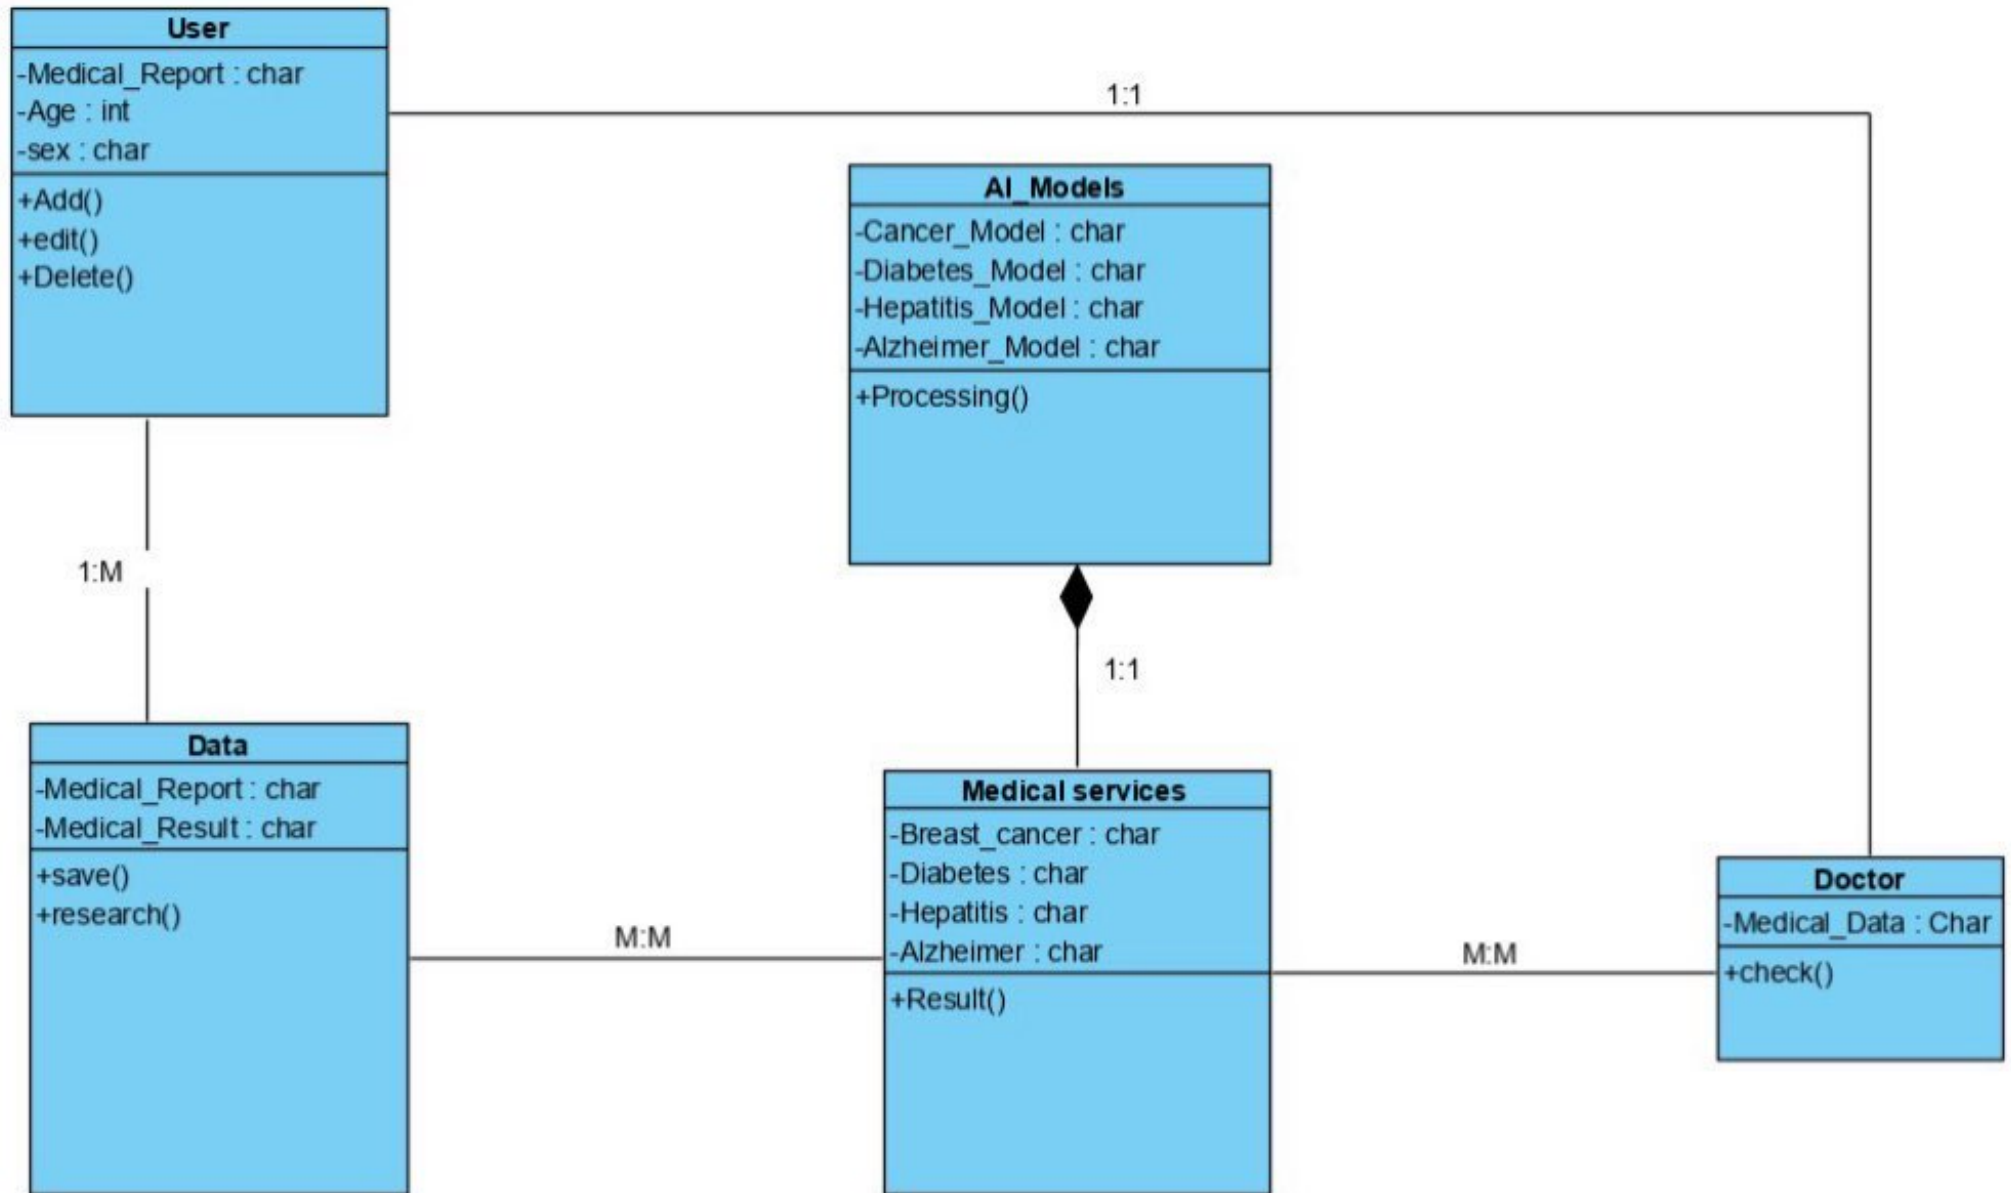 User
-Medical_Report : char
-Age : int
-sex : char
+Add()
+edit()
+Delete()
1:1
AI_Models
-Cancer_Model : char
-Diabetes_Model : char
-Hepatitis_Model : char
-Alzheimer_Model : char
+Processing()
1:M
1:1
Data
-Medical_Report : char
-Medical_Result : char
+save()
+research()
M:M
Medical services
-Breast_cancer : char
-Diabetes : char
-Hepatitis : char
-Alzheimer : char
+Result()
M:M
Doctor
-Medical_Data : Char
+check()